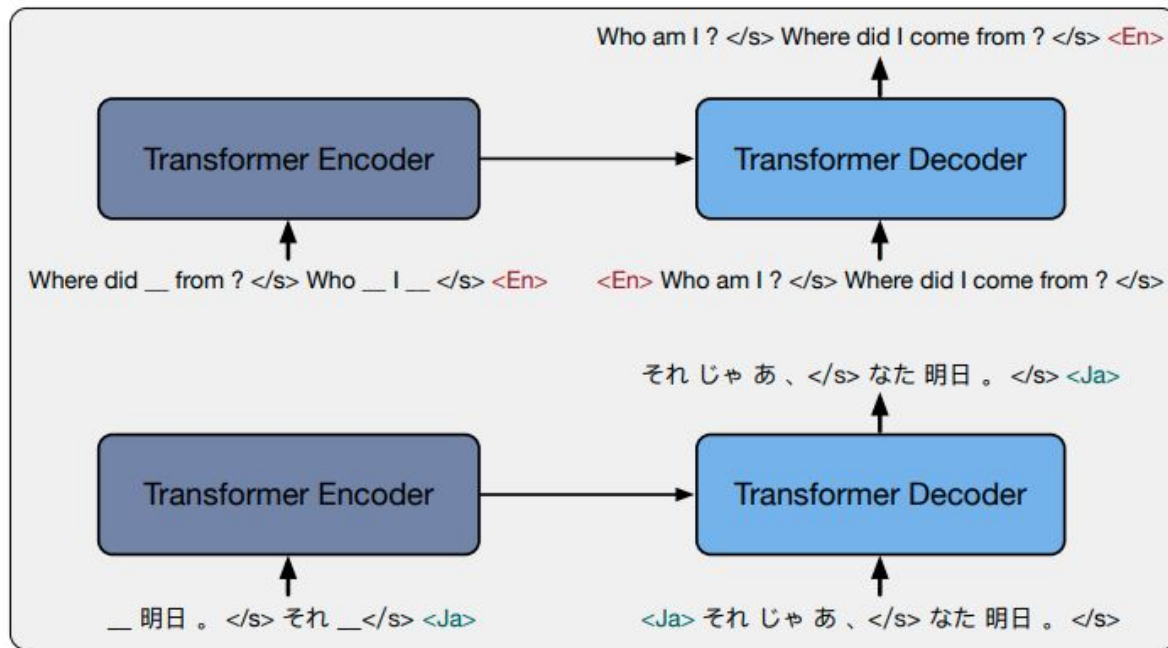 Who am I ? </s> Where did I come from ? </s> <En>
Transformer Encoder
Transformer Decoder
Where did __ from ? </s> Who __ I __ </s> <En>
<En> Who am I ? </s> Where did I come from ? </s>
それ じゃ あ 、</s> なた 明日 。 </s> <Ja>
Transformer Encoder
Transformer Decoder
__ 明日 。 </s> それ __</s> <Ja>
<Ja> それ じゃ あ 、</s> なた 明日 。 </s>